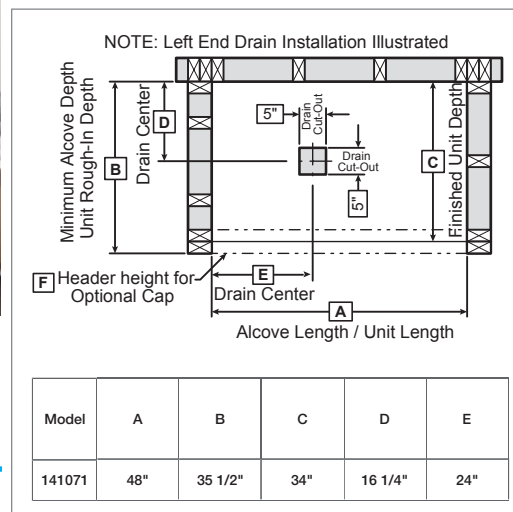 NOTE: Left End Drain Installation Illustrated
Minimum Alcove Depth
Unit Rough-In Depth
B
Drain Center
D
5"
Drain
Cut-Out
Drain
Cut-Out
5"
C
Finished Unit Depth
F Header height for
Optional Cap
E
Drain Center
A
Alcove Length / Unit Length
Model A B C D E
141071 48" 35 1/2" 34" 16 1/4" 24"